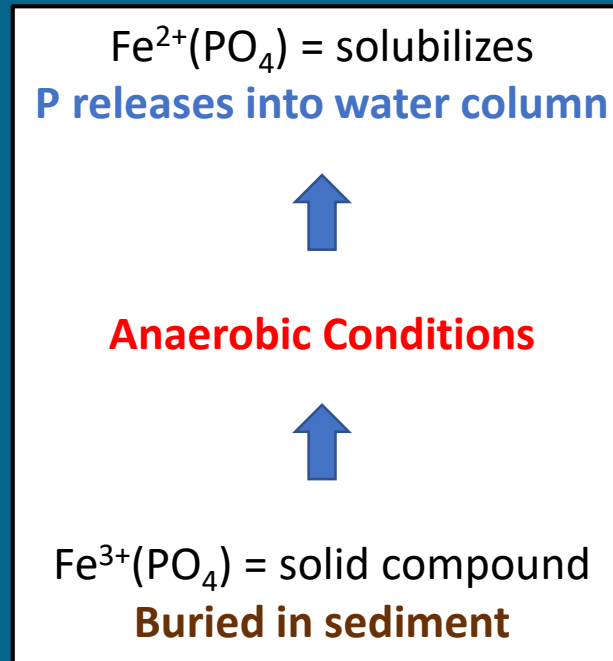 Fe²⁺(PO₄) = solubilizes
P releases into water column
Anaerobic Conditions
Fe³⁺(PO₄) = solid compound
Buried in sediment